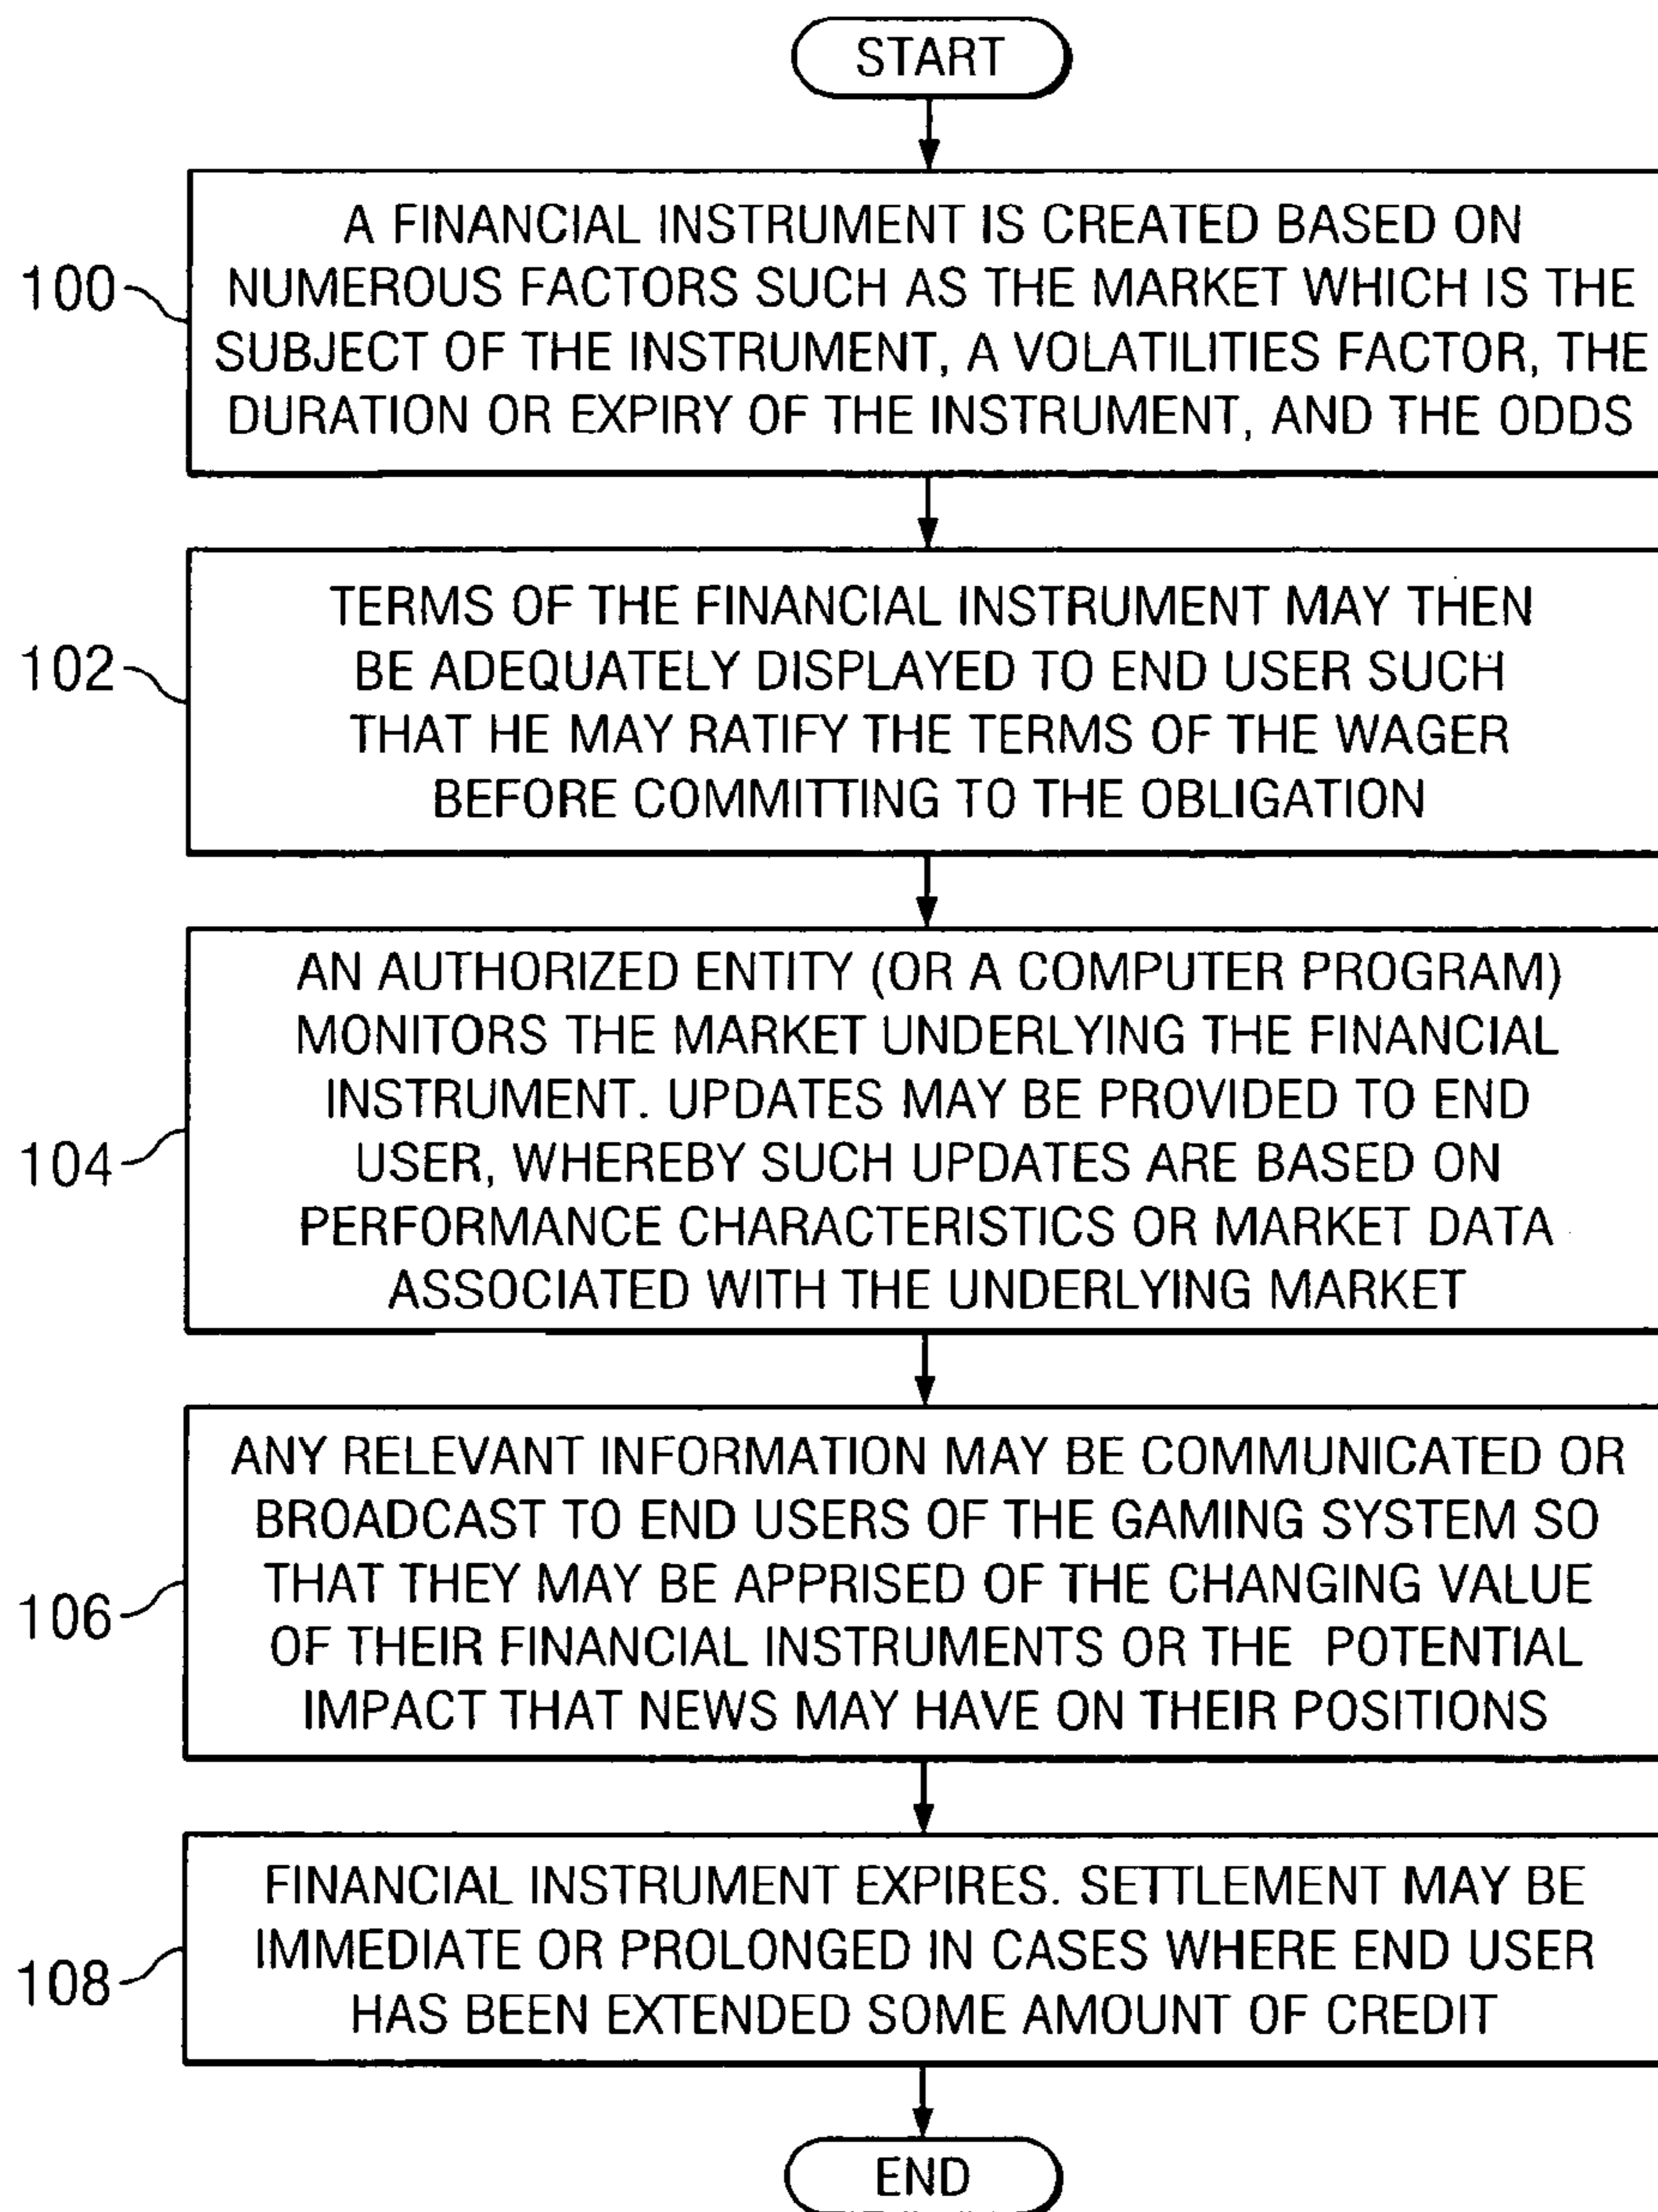 START
100
A FINANCIAL INSTRUMENT IS CREATED BASED ON
NUMEROUS FACTORS SUCH AS THE MARKET WHICH IS THE
SUBJECT OF THE INSTRUMENT, A VOLATILITIES FACTOR, THE
DURATION OR EXPIRY OF THE INSTRUMENT, AND THE ODDS
102
TERMS OF THE FINANCIAL INSTRUMENT MAY THEN
BE ADEQUATELY DISPLAYED TO END USER SUCH
THAT HE MAY RATIFY THE TERMS OF THE WAGER
BEFORE COMMITTING TO THE OBLIGATION
104
AN AUTHORIZED ENTITY (OR A COMPUTER PROGRAM)
MONITORS THE MARKET UNDERLYING THE FINANCIAL
INSTRUMENT. UPDATES MAY BE PROVIDED TO END
USER, WHEREBY SUCH UPDATES ARE BASED ON
PERFORMANCE CHARACTERISTICS OR MARKET DATA
ASSOCIATED WITH THE UNDERLYING MARKET
106
ANY RELEVANT INFORMATION MAY BE COMMUNICATED OR
BROADCAST TO END USERS OF THE GAMING SYSTEM SO
THAT THEY MAY BE APPRISED OF THE CHANGING VALUE
OF THEIR FINANCIAL INSTRUMENTS OR THE POTENTIAL
IMPACT THAT NEWS MAY HAVE ON THEIR POSITIONS
108
FINANCIAL INSTRUMENT EXPIRES. SETTLEMENT MAY BE
IMMEDIATE OR PROLONGED IN CASES WHERE END USER
HAS BEEN EXTENDED SOME AMOUNT OF CREDIT
END